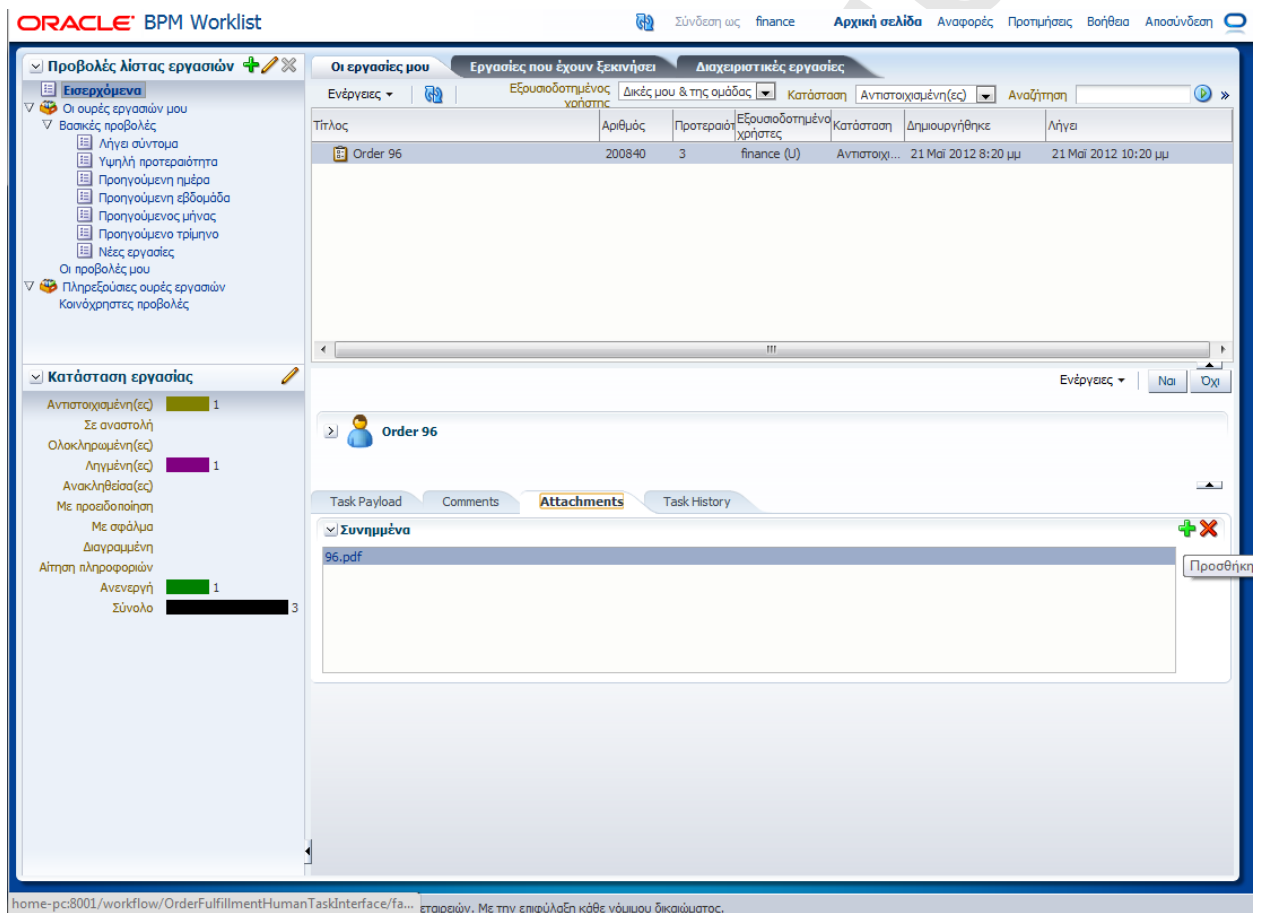 ORACLE BPM Worklist
Σύνδεση ως finance Αρχική σελίδα Αναφορές Προτιμήσεις Βοήθεια Αποσύνδεση
Προβολές λίστας εργασιών
Εισερχόμενα
Οι ουρές εργασιών μου
Βασικές προβολές
Λήγει σύντομα
Υψηλή προτεραιότητα
Προηγούμενη ημέρα
Προηγούμενη εβδομάδα
Προηγούμενος μήνας
Προηγούμενο τρίμηνο
Νέες εργασίες
Οι προβολές μου
Πληρεξούσιες ουρές εργασιών
Κοινόχρηστες προβολές
Κατάσταση εργασίας
Αντιστοιχισμένη(ες) 1
Σε αναστολή
Ολοκληρωμένη(ες)
Ληγμένη(ες) 1
Ανακληθείσα(ες)
Με προειδοποίηση
Με σφάλμα
Διαγραμμένη
Αίτηση πληροφοριών
Ανενεργή 1
Σύνολο 3
Οι εργασίες μου Εργασίες που έχουν ξεκινήσει Διαχειριστικές εργασίες
Ενέργειες Εξουσιοδοτημένος χρήστης Δικές μου & της ομάδας Κατάσταση Αντιστοιχισμένη(ες) Αναζήτηση »
Τίτλος Αριθμός Προτεραιότ Εξουσιοδοτημένο χρήστες Κατάσταση Δημιουργήθηκε Λήγει
Order 96 200840 3 finance (U) Αντιστοιχι... 21 Μαϊ 2012 8:20 μμ 21 Μαϊ 2012 10:20 μμ
Ενέργειες Ναι Όχι
Order 96
Task Payload Comments Attachments Task History
Συνημμένα
96.pdf
Προσθήκη
home-pc:8001/workflow/OrderFulfillmentHumanTaskInterface/fa... εταιρειών. Με την επιφύλαξη κάθε νόμιμου δικαιώματος.